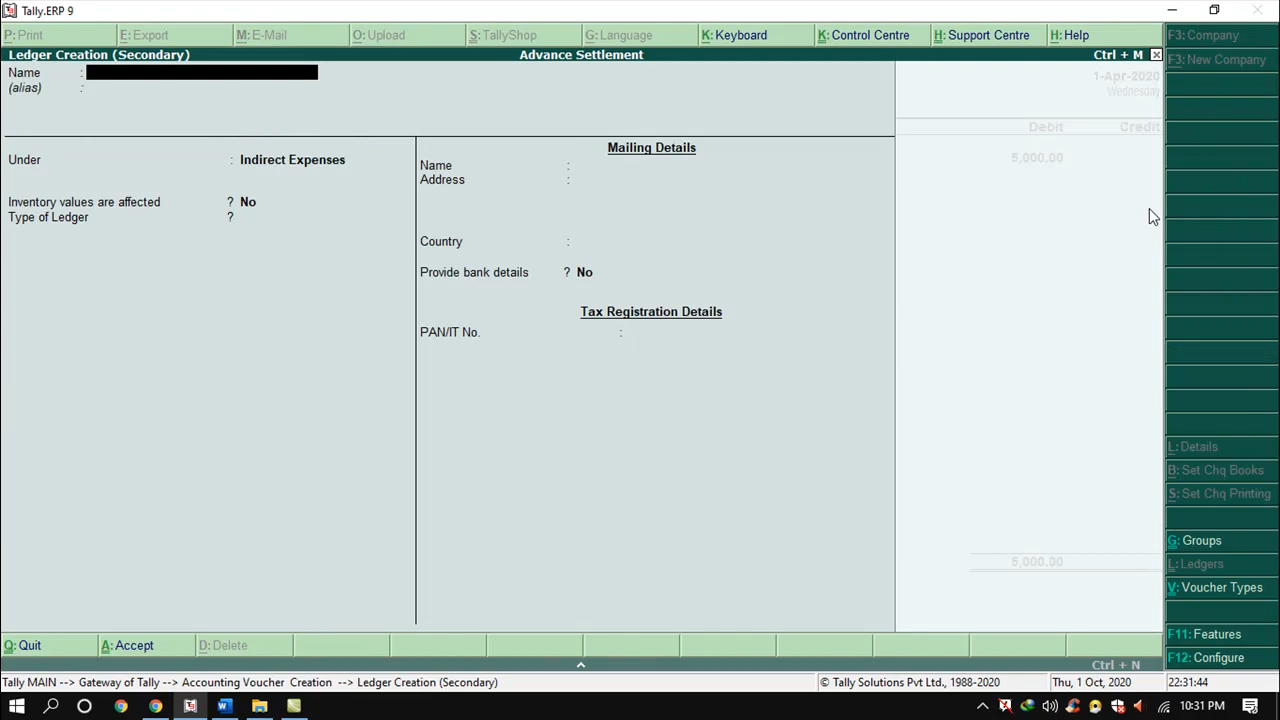 Tally.ERP 9
P: Print E: Export M: E-Mail O: Upload S: TallyShop G: Language K: Keyboard K: Control Centre H: Support Centre H: Help F3: Company
Ledger Creation (Secondary) Advance Settlement Ctrl + M
F3: New Company
Name :
(alias) :
1-Apr-2020
Wednesday
Debit Credit
Mailing Details
Under : Indirect Expenses
5,000.00
Name :
Address :
Inventory values are affected ? No
Type of Ledger ?
Country :
Provide bank details ? No
Tax Registration Details
PAN/IT No. :
L: Details
B: Set Chq Books
S: Set Chq Printing
G: Groups
5,000.00
L: Ledgers
V: Voucher Types
F11: Features
Q: Quit A: Accept D: Delete
F12: Configure
Ctrl + N
Tally MAIN --> Gateway of Tally --> Accounting Voucher Creation --> Ledger Creation (Secondary) © Tally Solutions Pvt Ltd., 1988-2020 Thu, 1 Oct, 2020 22:31:44
10:31 PM